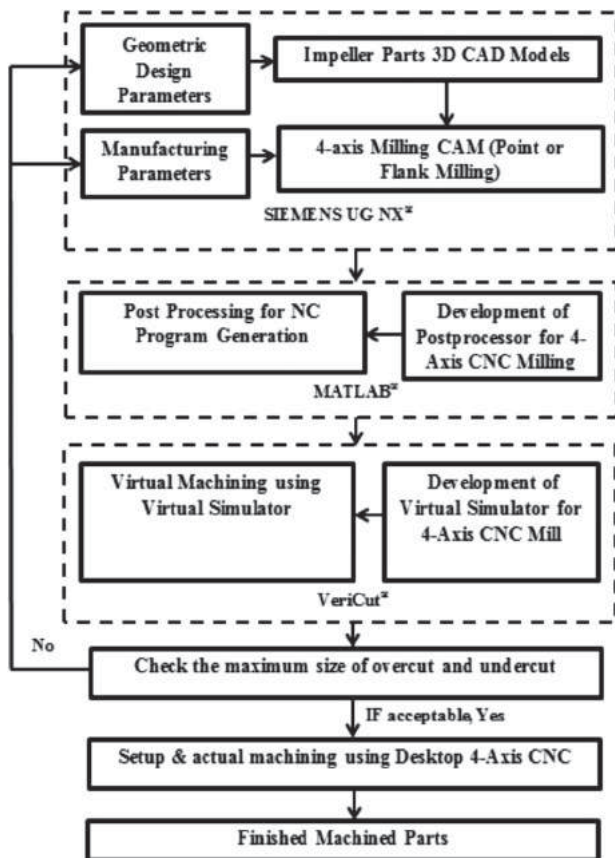 Geometric
Design
Parameters
Impeller Parts 3D CAD Models
Manufacturing
Parameters
4-axis Milling CAM (Point or
Flank Milling)
SIEMENS UG NX
Post Processing for NC
Program Generation
Development of
Postprocessor for 4-
Axis CNC Milling
MATLAB
Virtual Machining using
Virtual Simulator
Development of
Virtual Simulator for
4-Axis CNC Mill
VeriCut
No
Check the maximum size of overcut and undercut
IF acceptable, Yes
Setup & actual machining using Desktop 4-Axis CNC
Finished Machined Parts